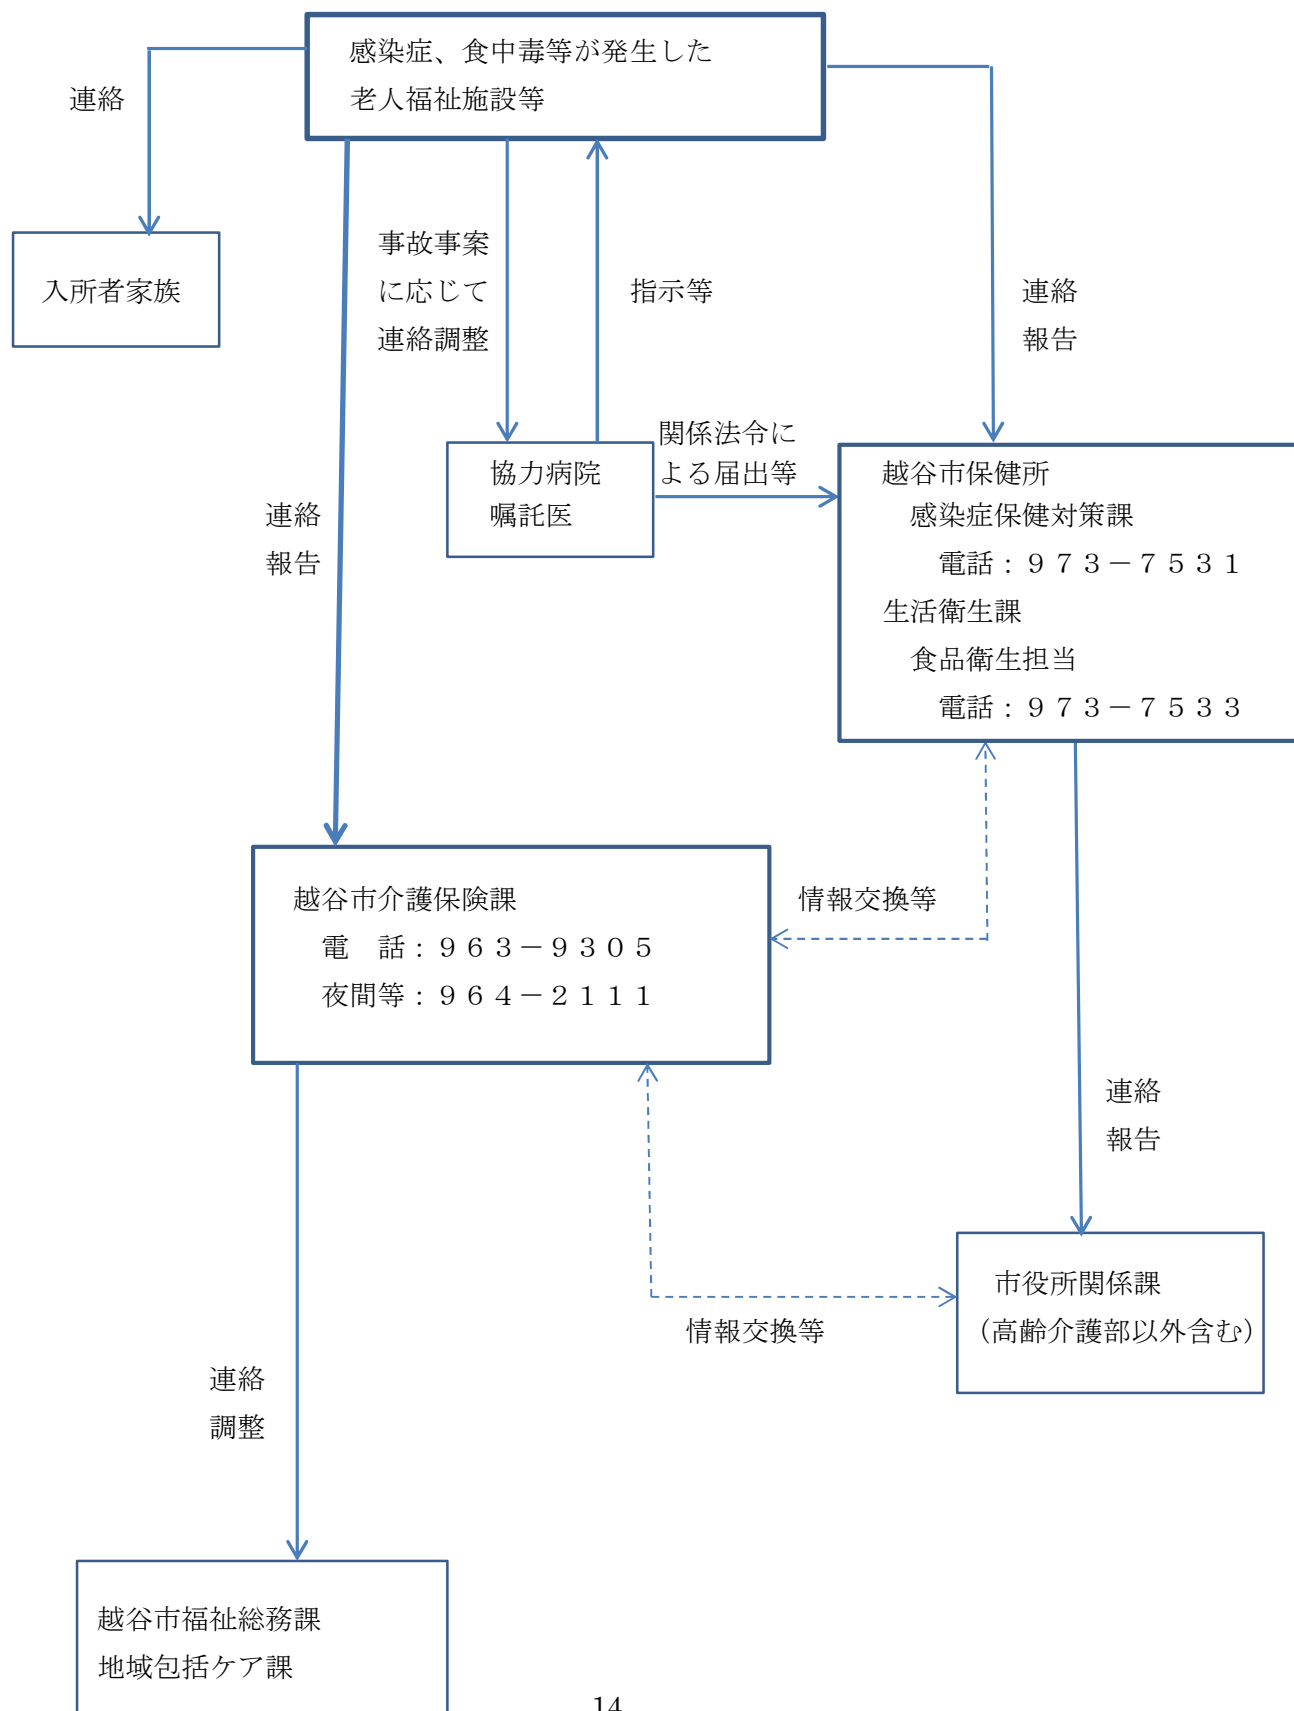 感染症、食中毒等が発生した
老人福祉施設等
連絡
入所者家族
事故事案
に応じて
連絡調整
指示等
連絡
報告
関係法令に
よる届出等
協力病院
嘱託医
連絡
報告
越谷市保健所
感染症保健対策課
電話：９７３－７５３１
生活衛生課
食品衛生担当
電話：９７３－７５３３
越谷市介護保険課
電　話：９６３－９３０５
夜間等：９６４－２１１１
情報交換等
連絡
報告
市役所関係課
（高齢介護部以外含む）
情報交換等
連絡
調整
越谷市福祉総務課
地域包括ケア課
14